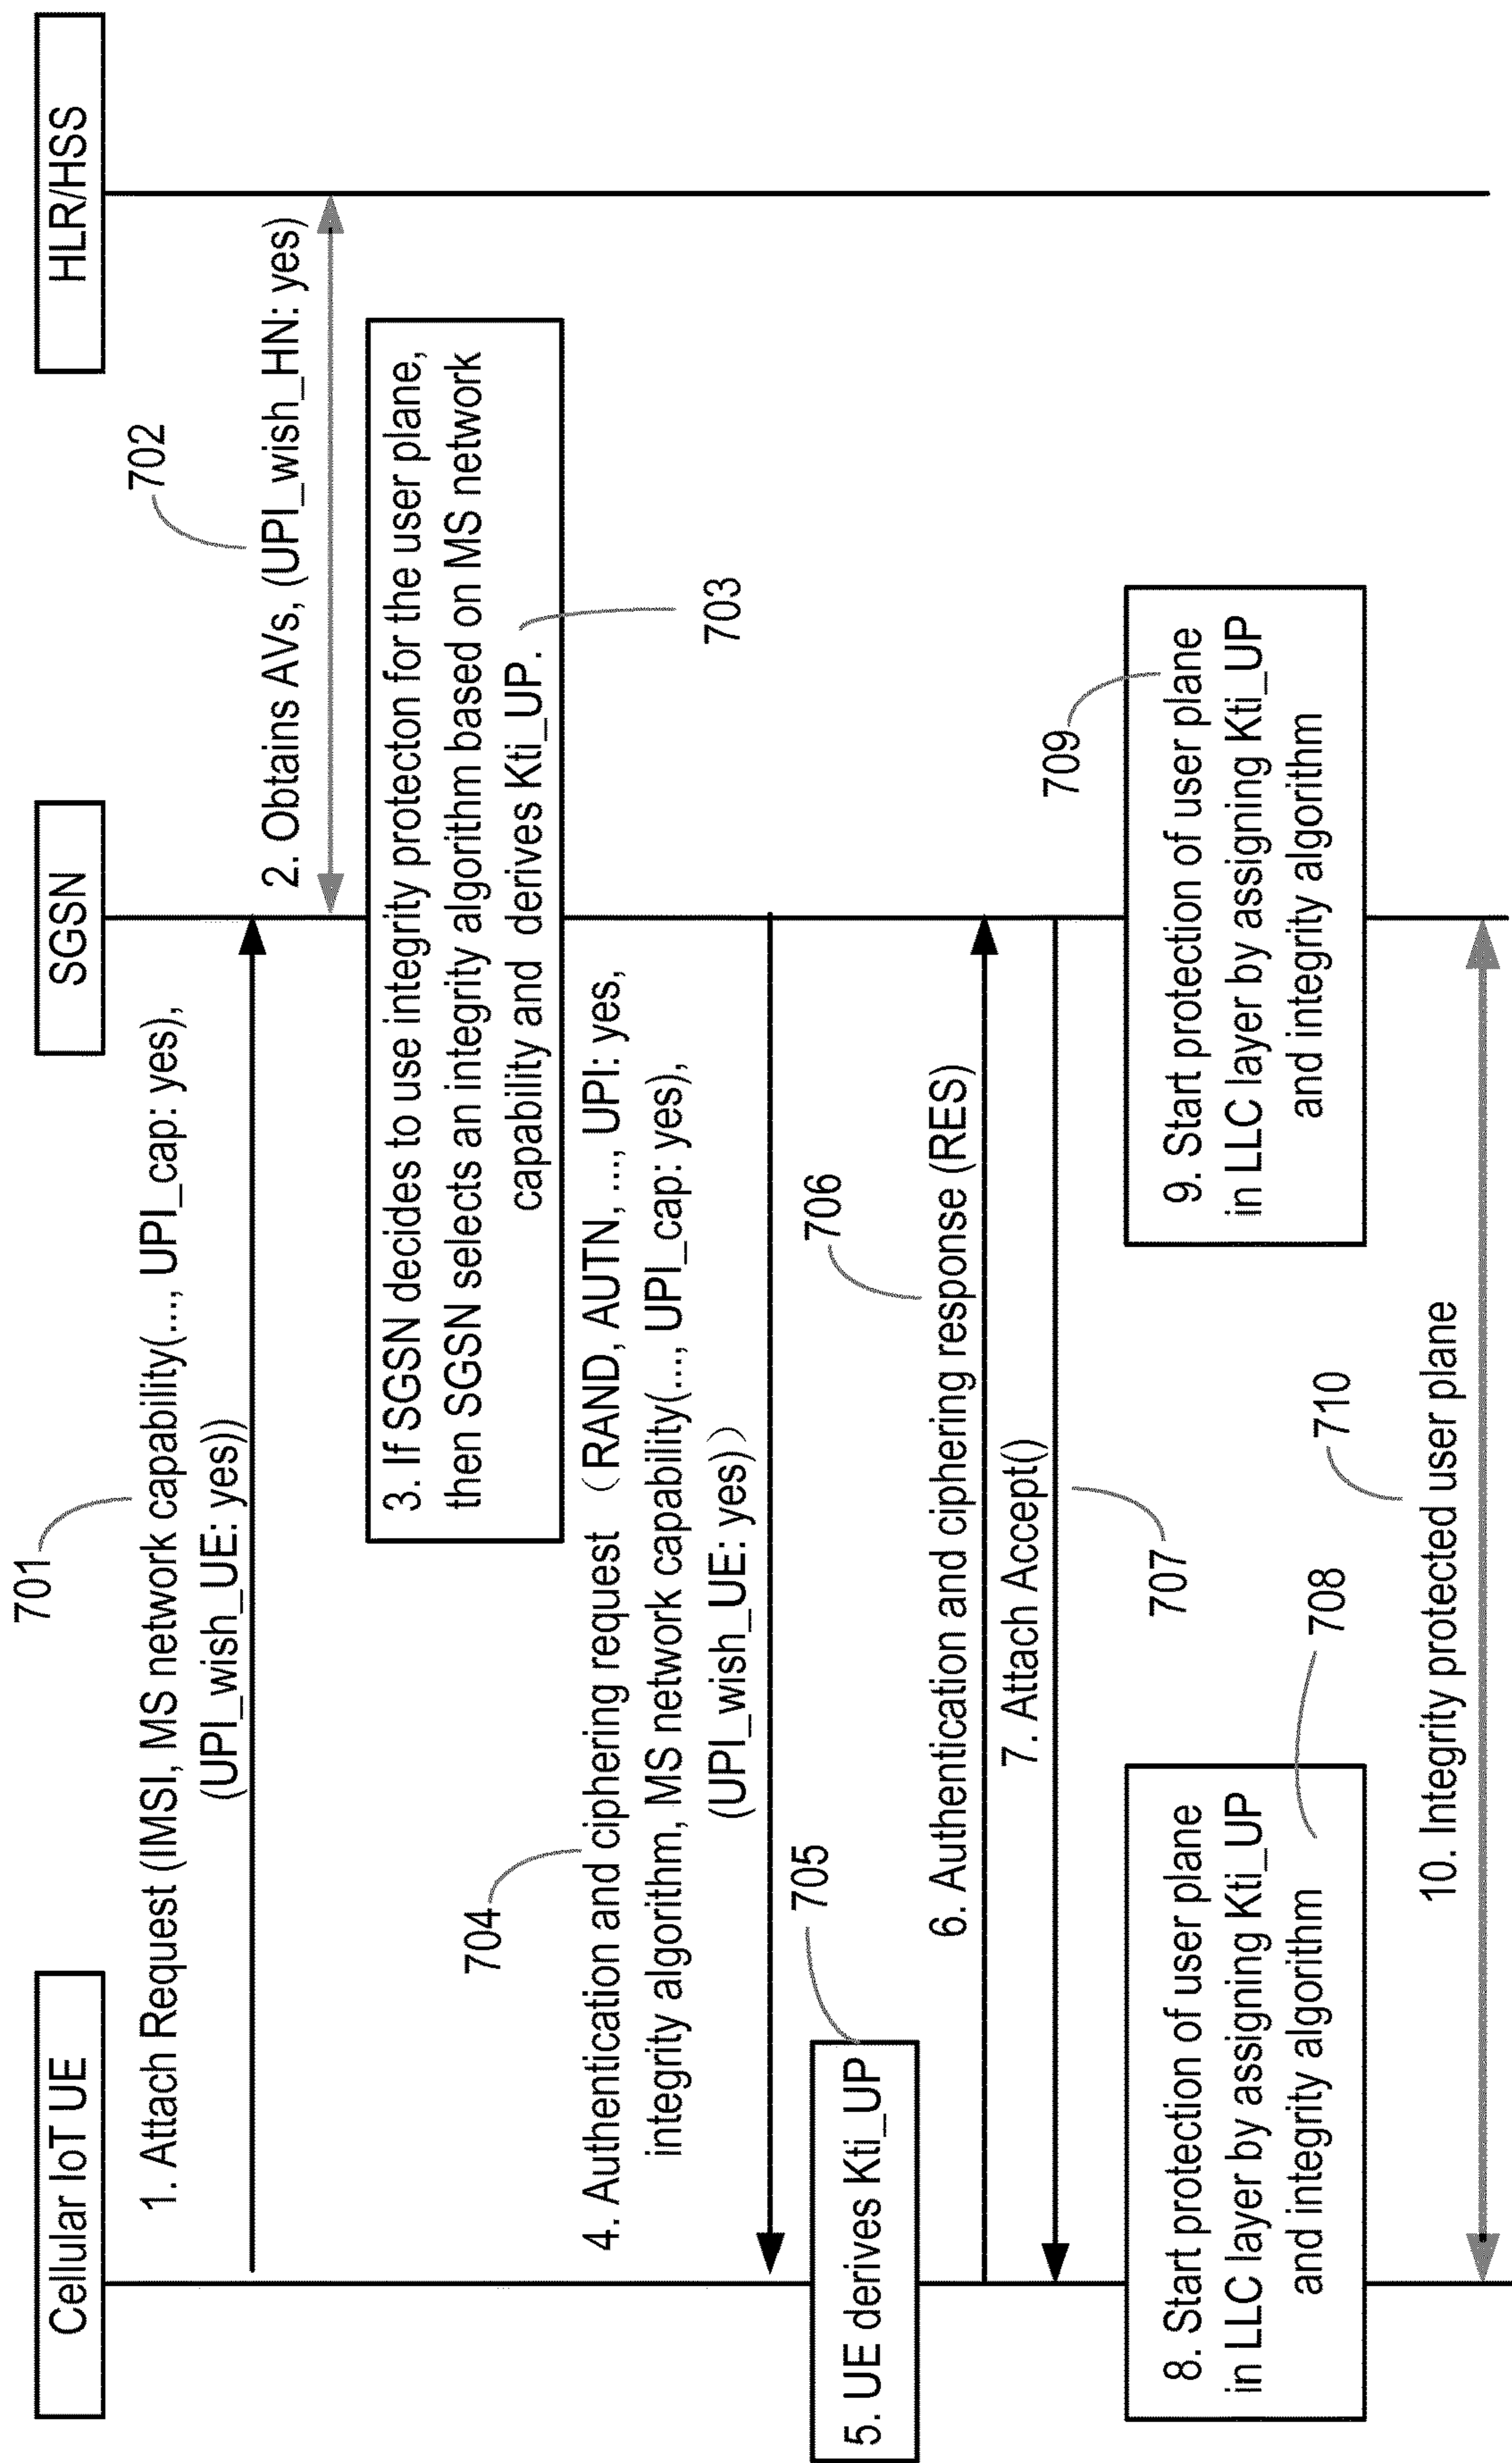 Cellular IoT UE
SGSN
HLR/HSS
701
1. Attach Request (IMSI, MS network capability(..., UPI_cap: yes),
(UPI_wish_UE: yes))
702
2. Obtains AVs, (UPI_wish_HN: yes)
3. If SGSN decides to use integrity protecton for the user plane,
then SGSN selects an integrity algorithm based on MS network
capability and derives Kti_UP.
703
704
4. Authentication and ciphering request （RAND, AUTN, ..., UPI: yes,
integrity algorithm, MS network capability(..., UPI_cap: yes),
(UPI_wish_UE: yes)）
705
5. UE derives Kti_UP
706
6. Authentication and ciphering response (RES)
7. Attach Accept()
707
708
8. Start protection of user plane
in LLC layer by assigning Kti_UP
and integrity algorithm
709
9. Start protection of user plane
in LLC layer by assigning Kti_UP
and integrity algorithm
710
10. Integrity protected user plane